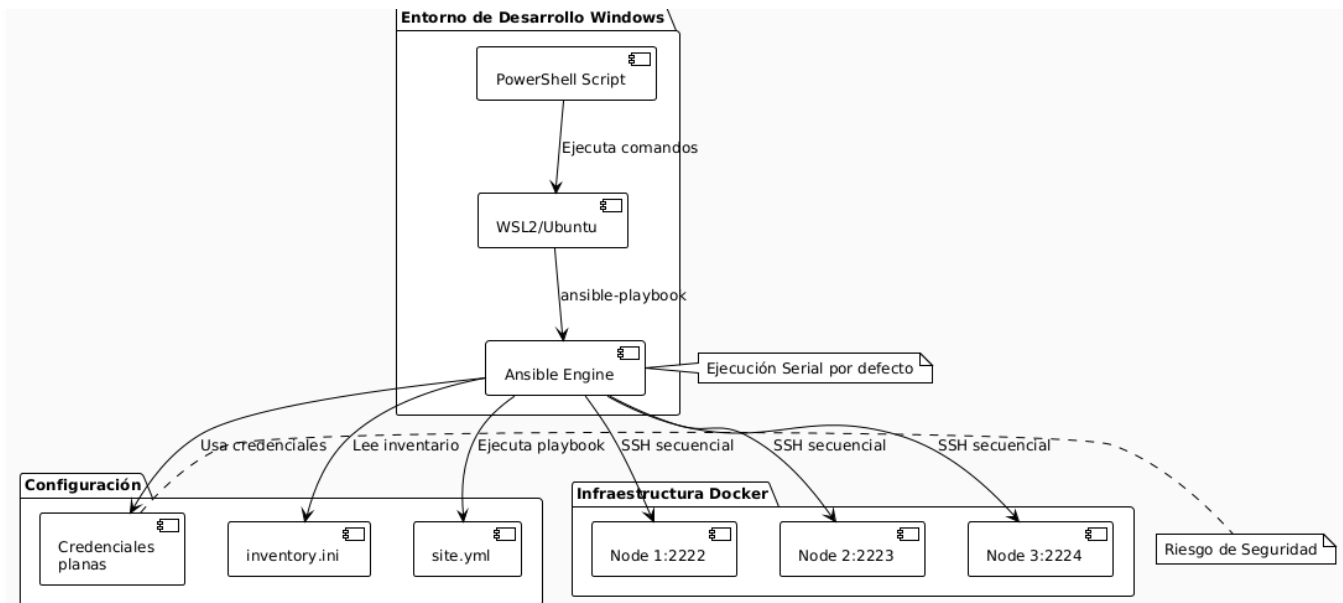 Entorno de Desarrollo Windows
PowerShell Script
Ejecuta comandos
WSL2/Ubuntu
ansible-playbook
Ansible Engine
Ejecución Serial por defecto
Usa credenciales
Lee inventario
Ejecuta playbook
SSH secuencial
SSH secuencial
SSH secuencial
Configuración
Credenciales
planas
inventory.ini
site.yml
Infraestructura Docker
Node 1:2222
Node 2:2223
Node 3:2224
Riesgo de Seguridad